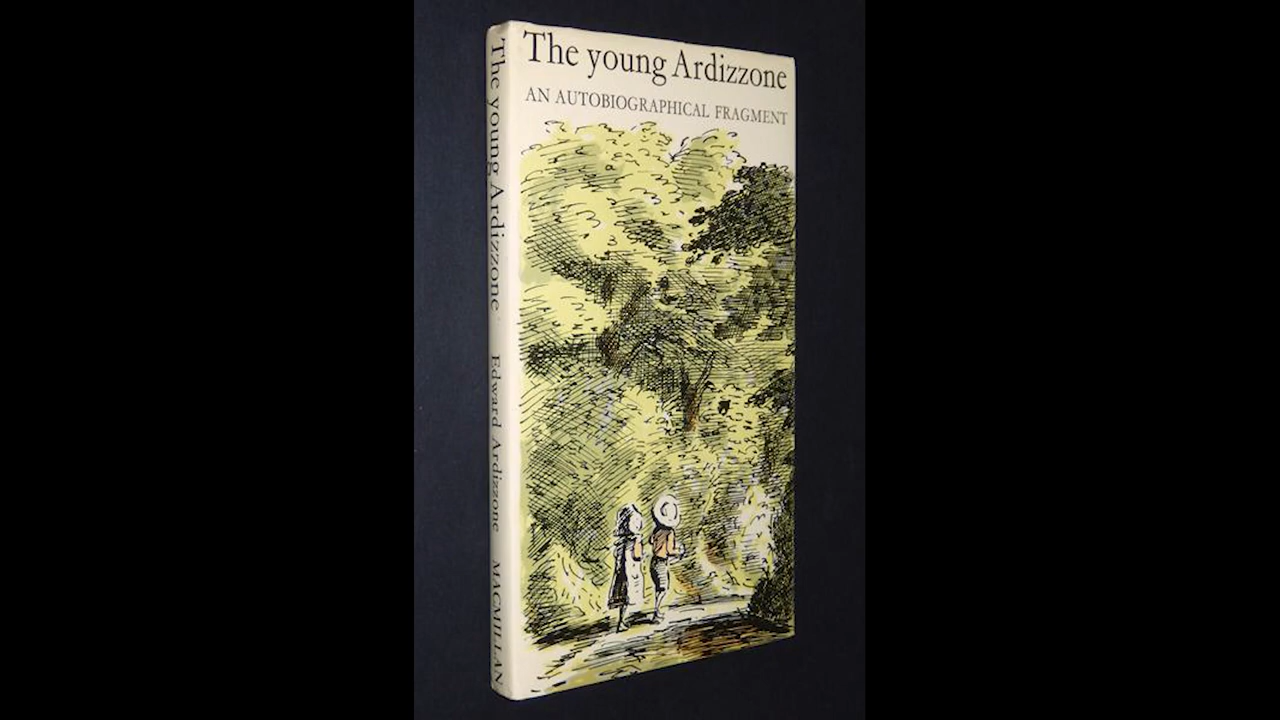 The young Ardizzone
AN AUTOBIOGRAPHICAL FRAGMENT
The young Ardizzone Edward Ardizzone MACMILLAN